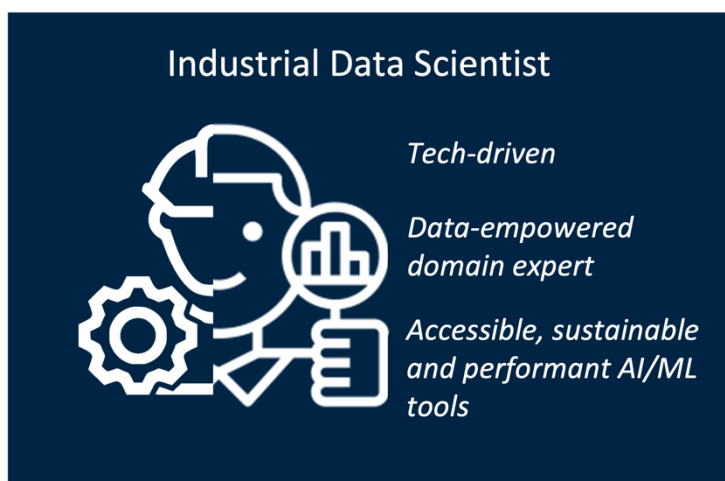 Industrial Data Scientist
Tech-driven
Data-empowered
domain expert
Accessible, sustainable
and performant AI/ML
tools